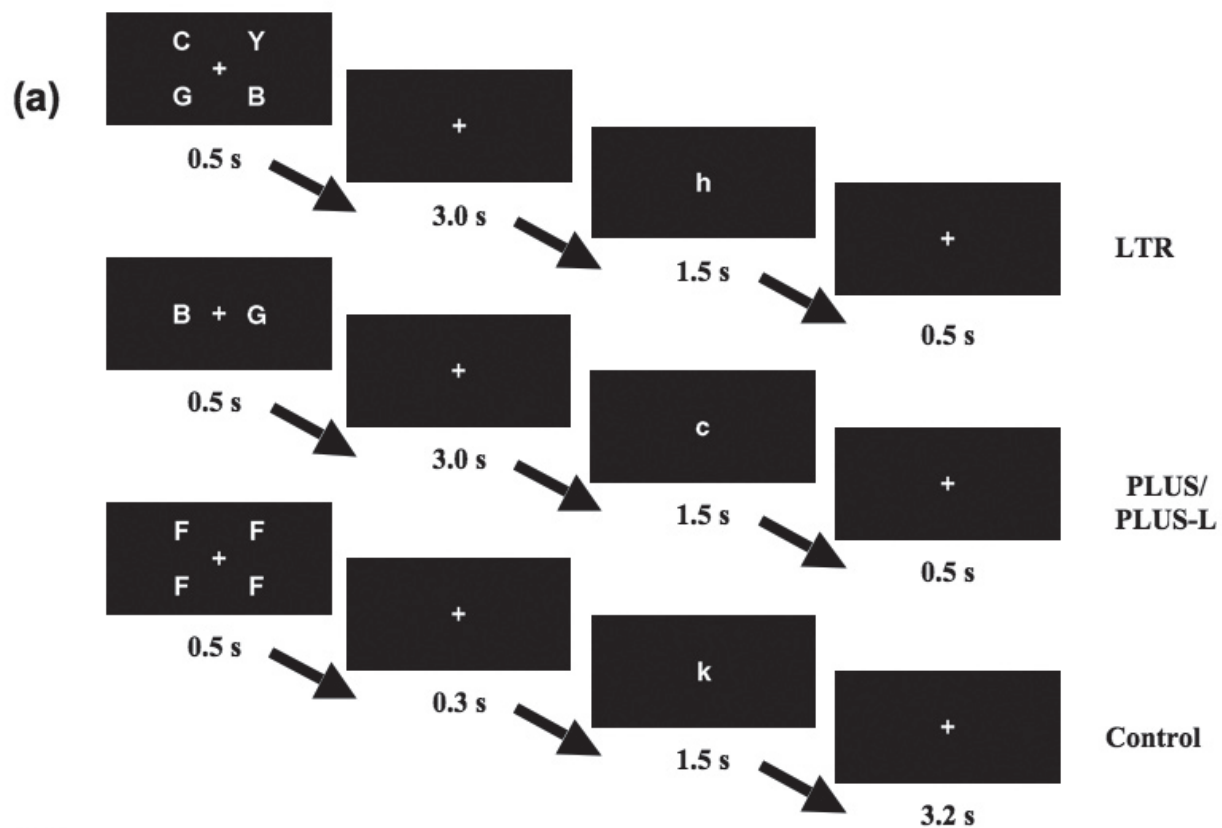 (a)
C Y
+
G B
0.5 s
+
3.0 s
h
1.5 s
+
0.5 s
LTR
B + G
0.5 s
+
3.0 s
c
1.5 s
+
0.5 s
PLUS/
PLUS-L
F F
+
F F
0.5 s
+
0.3 s
k
1.5 s
+
3.2 s
Control